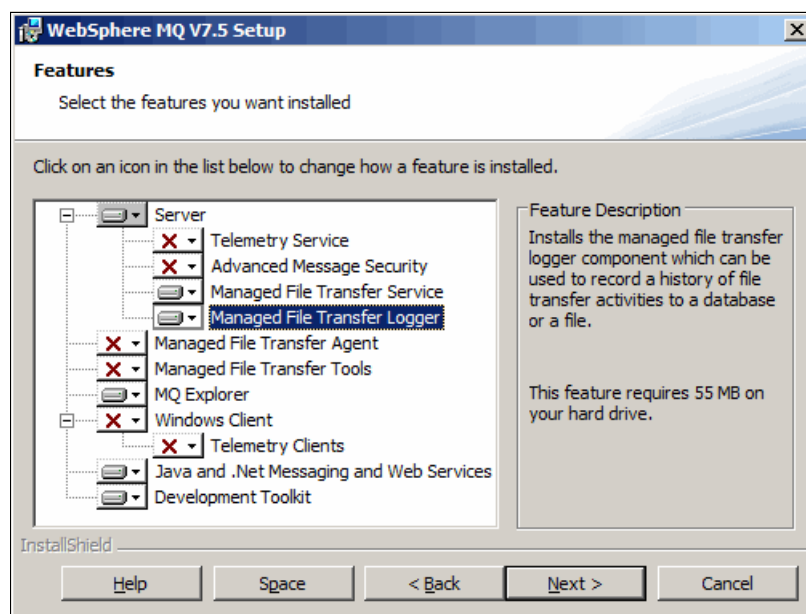 WebSphere MQ V7.5 Setup
Features
Select the features you want installed
Click on an icon in the list below to change how a feature is installed.
Server
Telemetry Service
Advanced Message Security
Managed File Transfer Service
Managed File Transfer Logger
Managed File Transfer Agent
Managed File Transfer Tools
MQ Explorer
Windows Client
Telemetry Clients
Java and .Net Messaging and Web Services
Development Toolkit
Feature Description
Installs the managed file transfer
logger component which can be
used to record a history of file
transfer activities to a database
or a file.
This feature requires 55 MB on
your hard drive.
InstallShield
Help
Space
< Back
Next >
Cancel